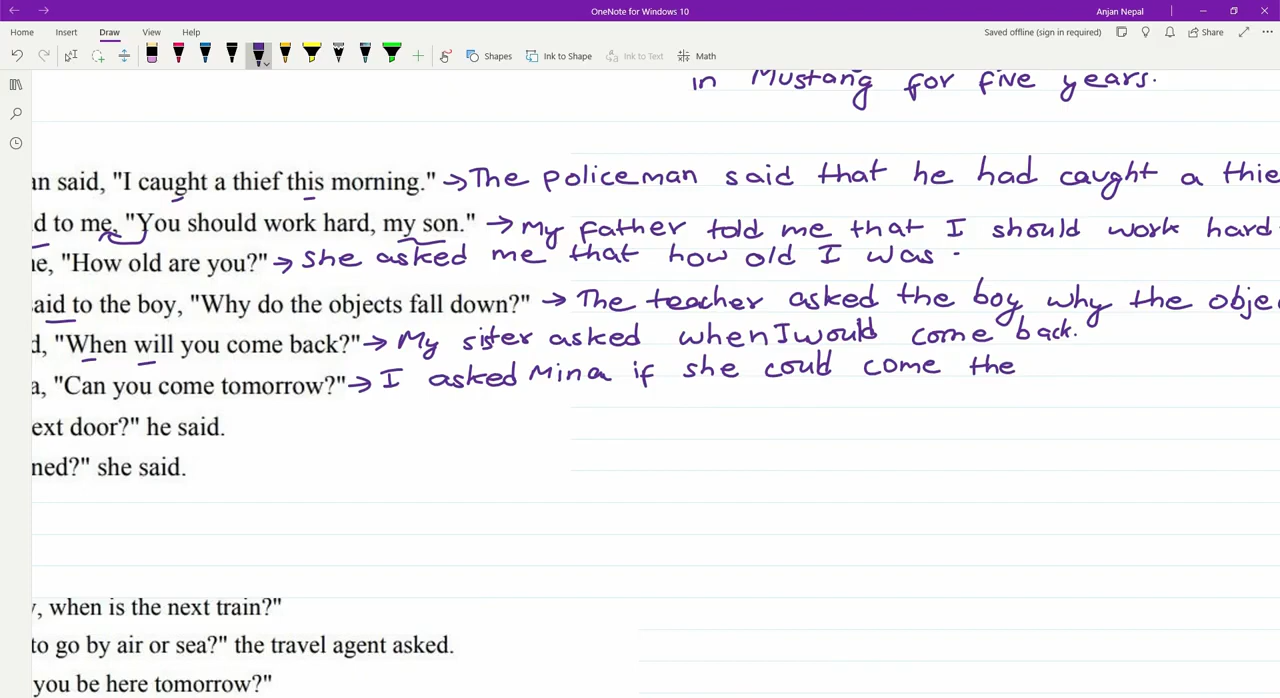 OneNote for Windows 10
Anjan Nepal
Home Insert Draw View Help
Saved offline (sign in required)
Share
Shapes
Ink to Shape
Ink to Text
Math
in Mustang for five years.
an said, "I caught a thief this morning." → The policeman said that he had caught a thie
d to me, "You should work hard, my son." → My father told me that I should work hard
ne, "How old are you?" → She asked me that how old I was.
said to the boy, "Why do the objects fall down?" → The teacher asked the boy why the objec
d, "When will you come back?" → My sister asked when I would come back.
a, "Can you come tomorrow?" → I asked Mina if she could come the
ext door?" he said.
ned?" she said.
, when is the next train?"
to go by air or sea?" the travel agent asked.
you be here tomorrow?"